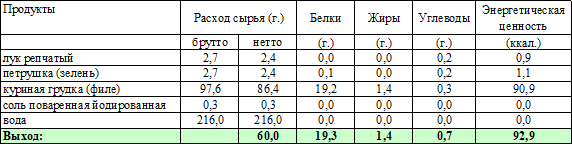 Продукты Расход сырья (г.) Белки Жиры Углеводы Энергетическая ценность
брутто нетто (г.) (г.) (г.) (ккал.)
лук репчатый 2,7 2,4 0,0 0,0 0,2 0,9
петрушка (зелень) 2,7 2,4 0,1 0,0 0,2 1,1
куриная грудка (филе) 97,6 86,4 19,2 1,4 0,3 90,9
соль поваренная йодированная 0,3 0,3 0,0 0,0 0,0 0,0
вода 216,0 216,0 0,0 0,0 0,0 0,0
Выход: 60,0 19,3 1,4 0,7 92,9